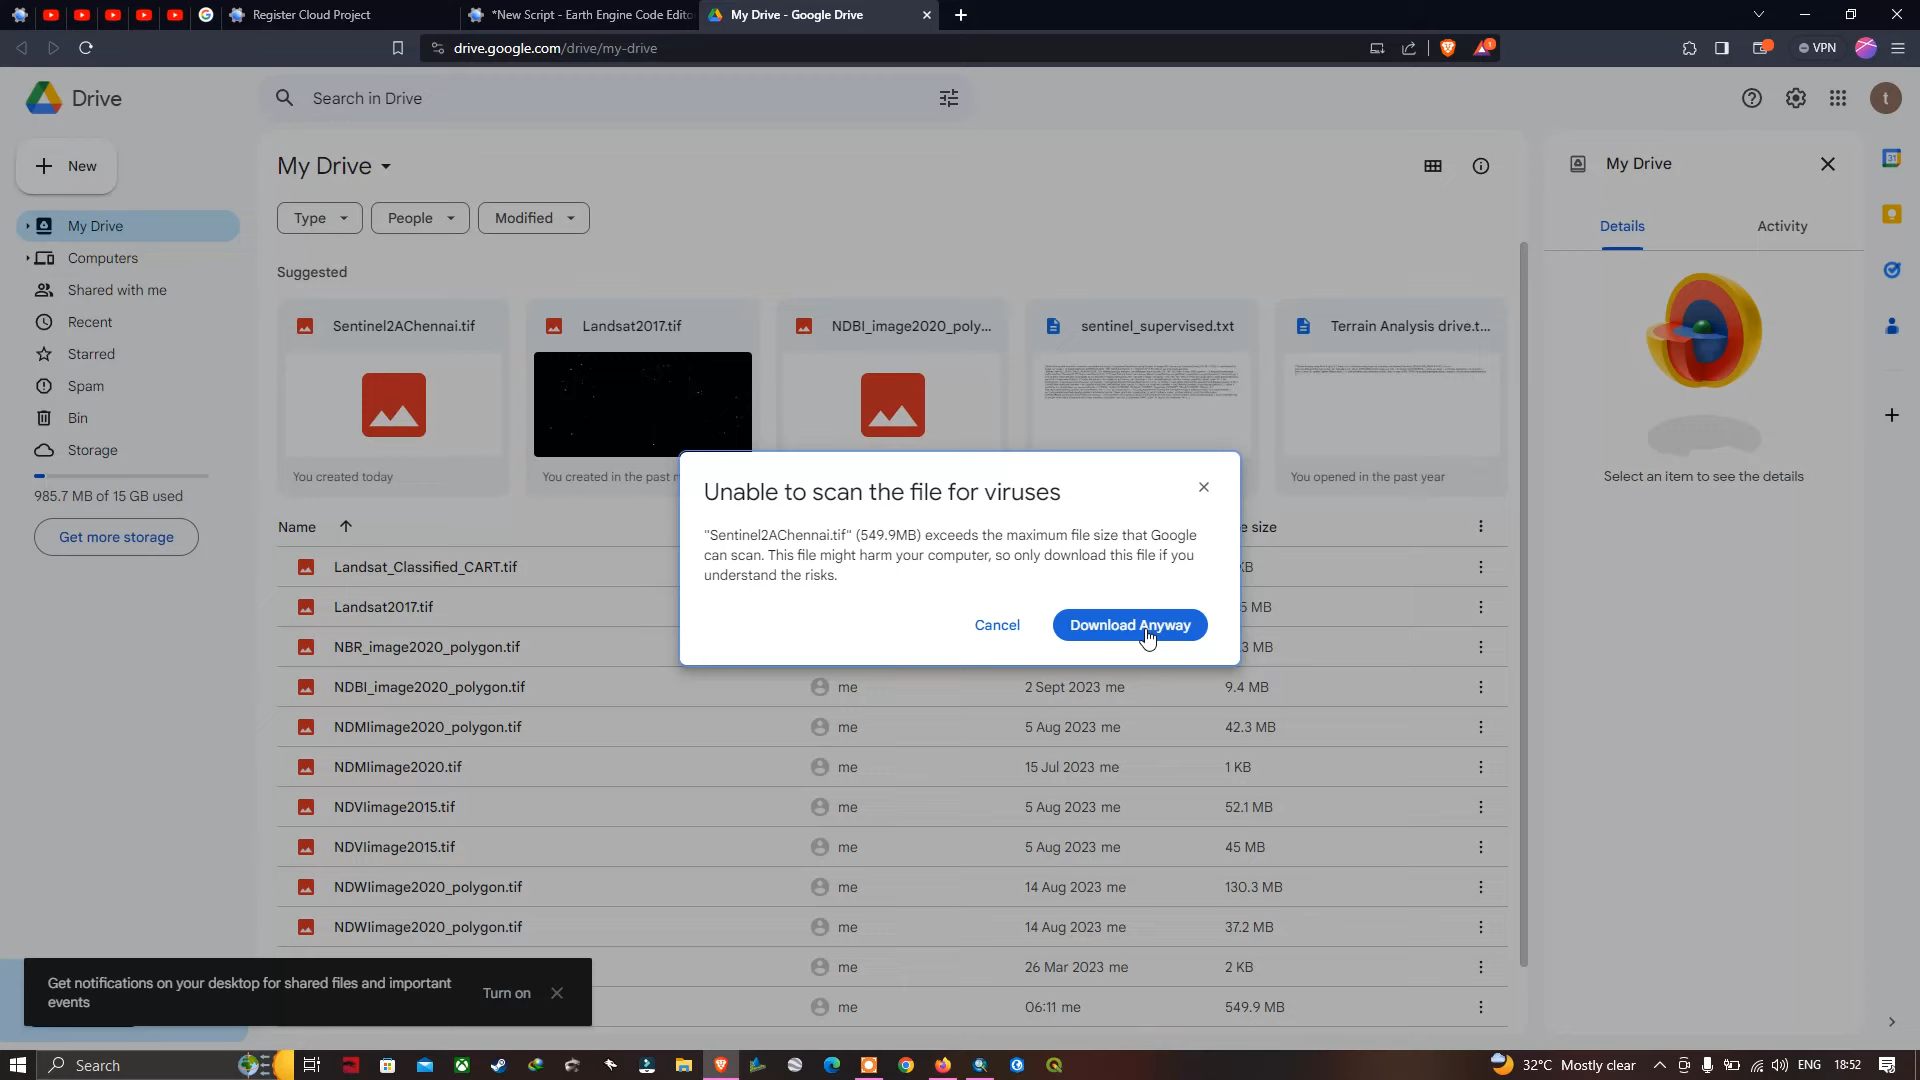 Register Cloud Project
*New Script - Earth Engine Code Edito
My Drive - Google Drive
drive.google.com/drive/my-drive
1
VPN
Drive
Search in Drive
t
New
My Drive
Type
People
Modified
My Drive
Details
Activity
31
My Drive
Computers
Shared with me
Recent
Starred
Spam
Bin
Storage
985.7 MB of 15 GB used
Get more storage
Suggested
Sentinel2AChennai.tif
Landsat2017.tif
NDBI_image2020_poly...
sentinel_supervised.txt
Terrain Analysis drive.t...
You created today
You created in the past
You opened in the past year
Select an item to see the details
Unable to scan the file for viruses
"Sentinel2AChennai.tif" (549.9MB) exceeds the maximum file size that Google
can scan. This file might harm your computer, so only download this file if you
understand the risks.
Cancel
Download Anyway
Name
e size
Landsat_Classified_CART.tif
KB
Landsat2017.tif
5 MB
NBR_image2020_polygon.tif
3 MB
NDBI_image2020_polygon.tif me 2 Sept 2023 me 9.4 MB
NDMIimage2020_polygon.tif me 5 Aug 2023 me 42.3 MB
NDMIimage2020.tif me 15 Jul 2023 me 1 KB
NDVIimage2015.tif me 5 Aug 2023 me 52.1 MB
NDVIimage2015.tif me 5 Aug 2023 me 45 MB
NDWIimage2020_polygon.tif me 14 Aug 2023 me 130.3 MB
NDWIimage2020_polygon.tif me 14 Aug 2023 me 37.2 MB
me 26 Mar 2023 me 2 KB
me 06:11 me 549.9 MB
Get notifications on your desktop for shared files and important
events
Turn on
Search
32°C Mostly clear
ENG
18:52